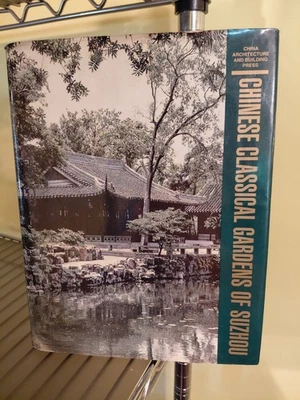 CHINA
ARCHITECTURE
AND BUILDING
PRESS
CHINESE CLASSICAL GARDENS OF SUZHOU